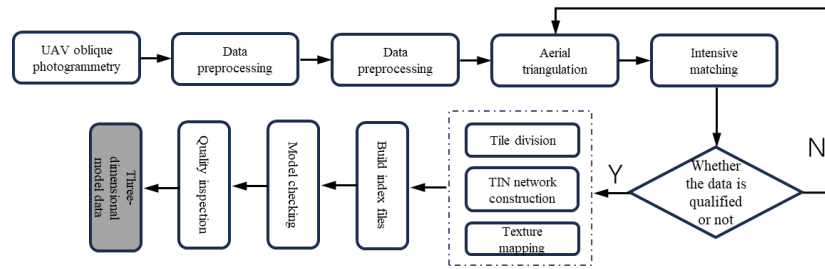 UAV oblique
photogrammetry
Data
preprocessing
Data
preprocessing
Aerial
triangulation
Intensive
matching
Whether
the data is
qualified
or not
N
Y
Tile division
TIN network
construction
Texture
mapping
Build index files
Model checking
Quality inspection
Three-
dimensional
model data